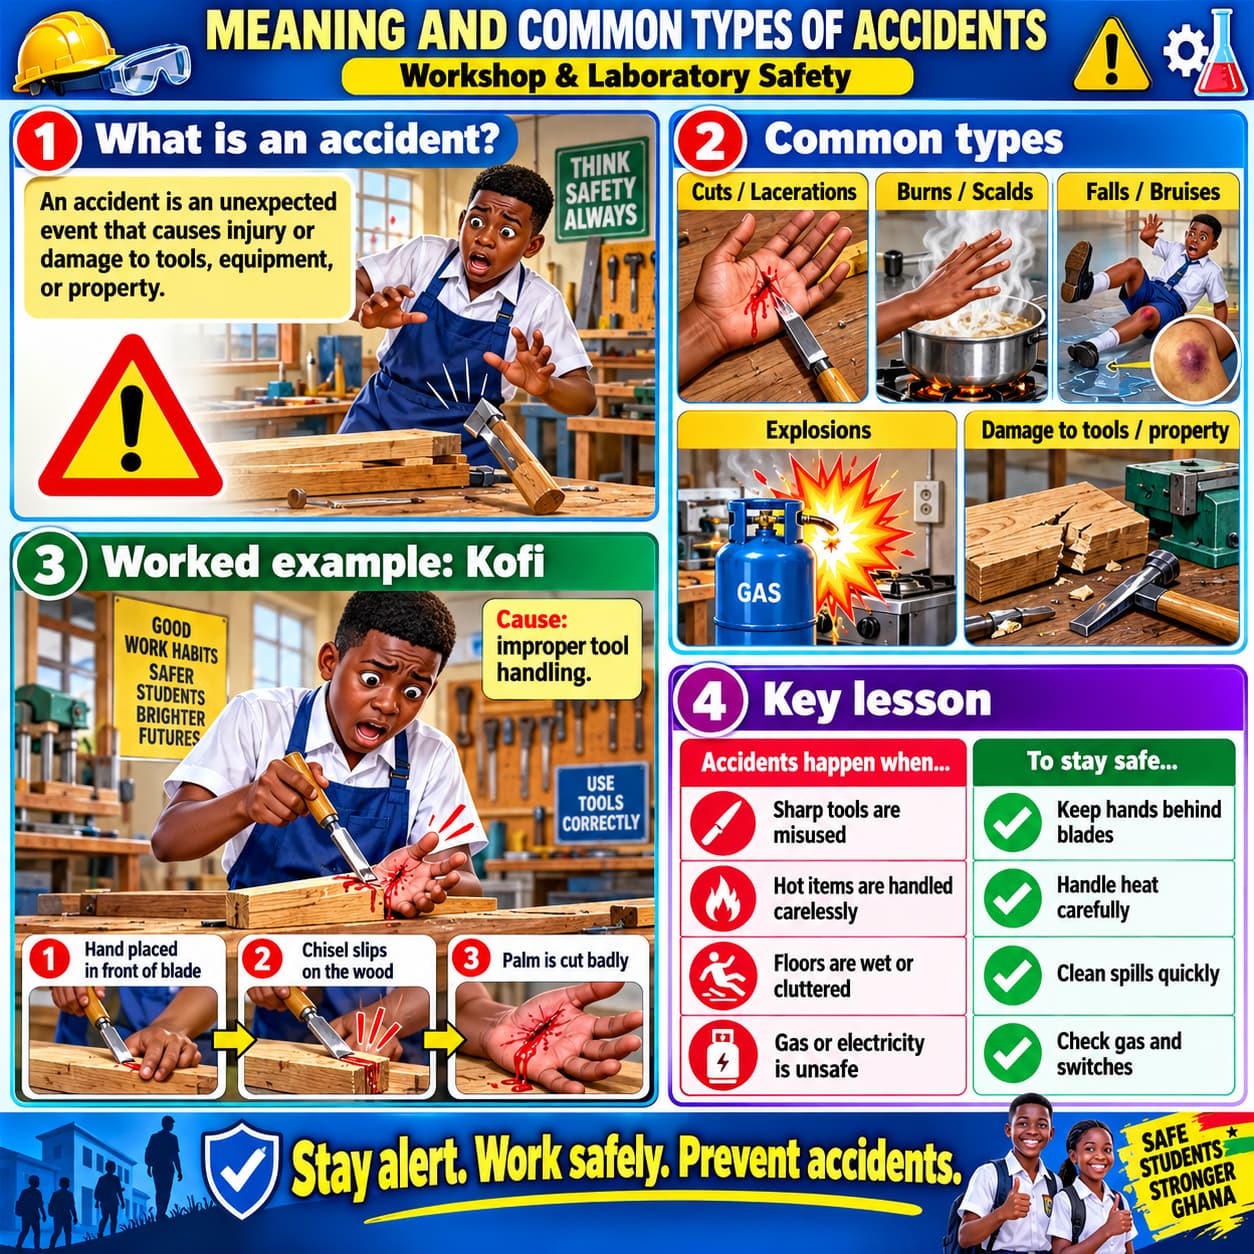 MEANING AND COMMON TYPES OF ACCIDENTS
Workshop & Laboratory Safety
1 What is an accident?
An accident is an unexpected
event that causes injury or
damage to tools, equipment,
or property.
THINK
SAFETY
ALWAYS
2 Common types
Cuts / Lacerations
Burns / Scalds
Falls / Bruises
Explosions
GAS
Damage to tools / property
3 Worked example: Kofi
GOOD
WORK HABITS
SAFER
STUDENTS
BRIGHTER
FUTURES
Cause:
improper tool
handling.
USE
TOOLS
CORRECTLY
1 Hand placed
in front of blade
2 Chisel slips
on the wood
3 Palm is cut badly
4 Key lesson
Accidents happen when...
To stay safe...
Sharp tools are
misused
Keep hands behind
blades
Hot items are handled
carelessly
Handle heat
carefully
Floors are wet or
cluttered
Clean spills quickly
Gas or electricity
is unsafe
Check gas and
switches
Stay alert. Work safely. Prevent accidents.
SAFE
STUDENTS
STRONGER
GHANA